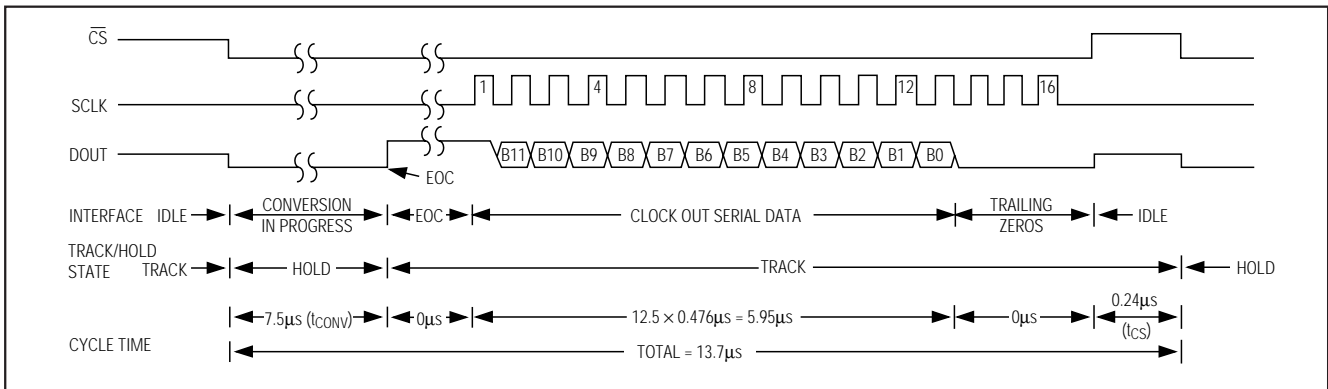 CS
1 4 8 12 16
SCLK
DOUT
B11 B10 B9 B8 B7 B6 B5 B4 B3 B2 B1 B0
EOC
INTERFACE IDLE CONVERSION IN PROGRESS EOC CLOCK OUT SERIAL DATA TRAILING ZEROS IDLE
TRACK/HOLD
STATE TRACK HOLD TRACK HOLD
7.5µs (tCONV) 0µs 12.5 × 0.476µs = 5.95µs 0µs 0.24µs (tCS)
CYCLE TIME
TOTAL = 13.7µs